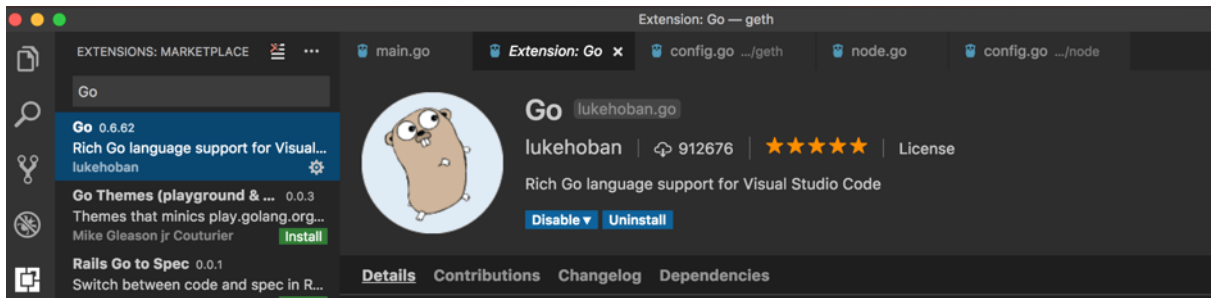 Extension: Go — geth
EXTENSIONS: MARKETPLACE
main.go
Extension: Go
config.go .../geth
node.go
config.go .../node
Go
Go 0.6.62
Rich Go language support for Visual...
lukehoban
Go Themes (playground & ... 0.0.3
Themes that minics play.golang.org...
Mike Gleason jr Couturier
Install
Rails Go to Spec 0.0.1
Switch between code and spec in R...
Go lukehoban.go
lukehoban | 912676 | ★★★★★ | License
Rich Go language support for Visual Studio Code
Disable▼ Uninstall
Details Contributions Changelog Dependencies